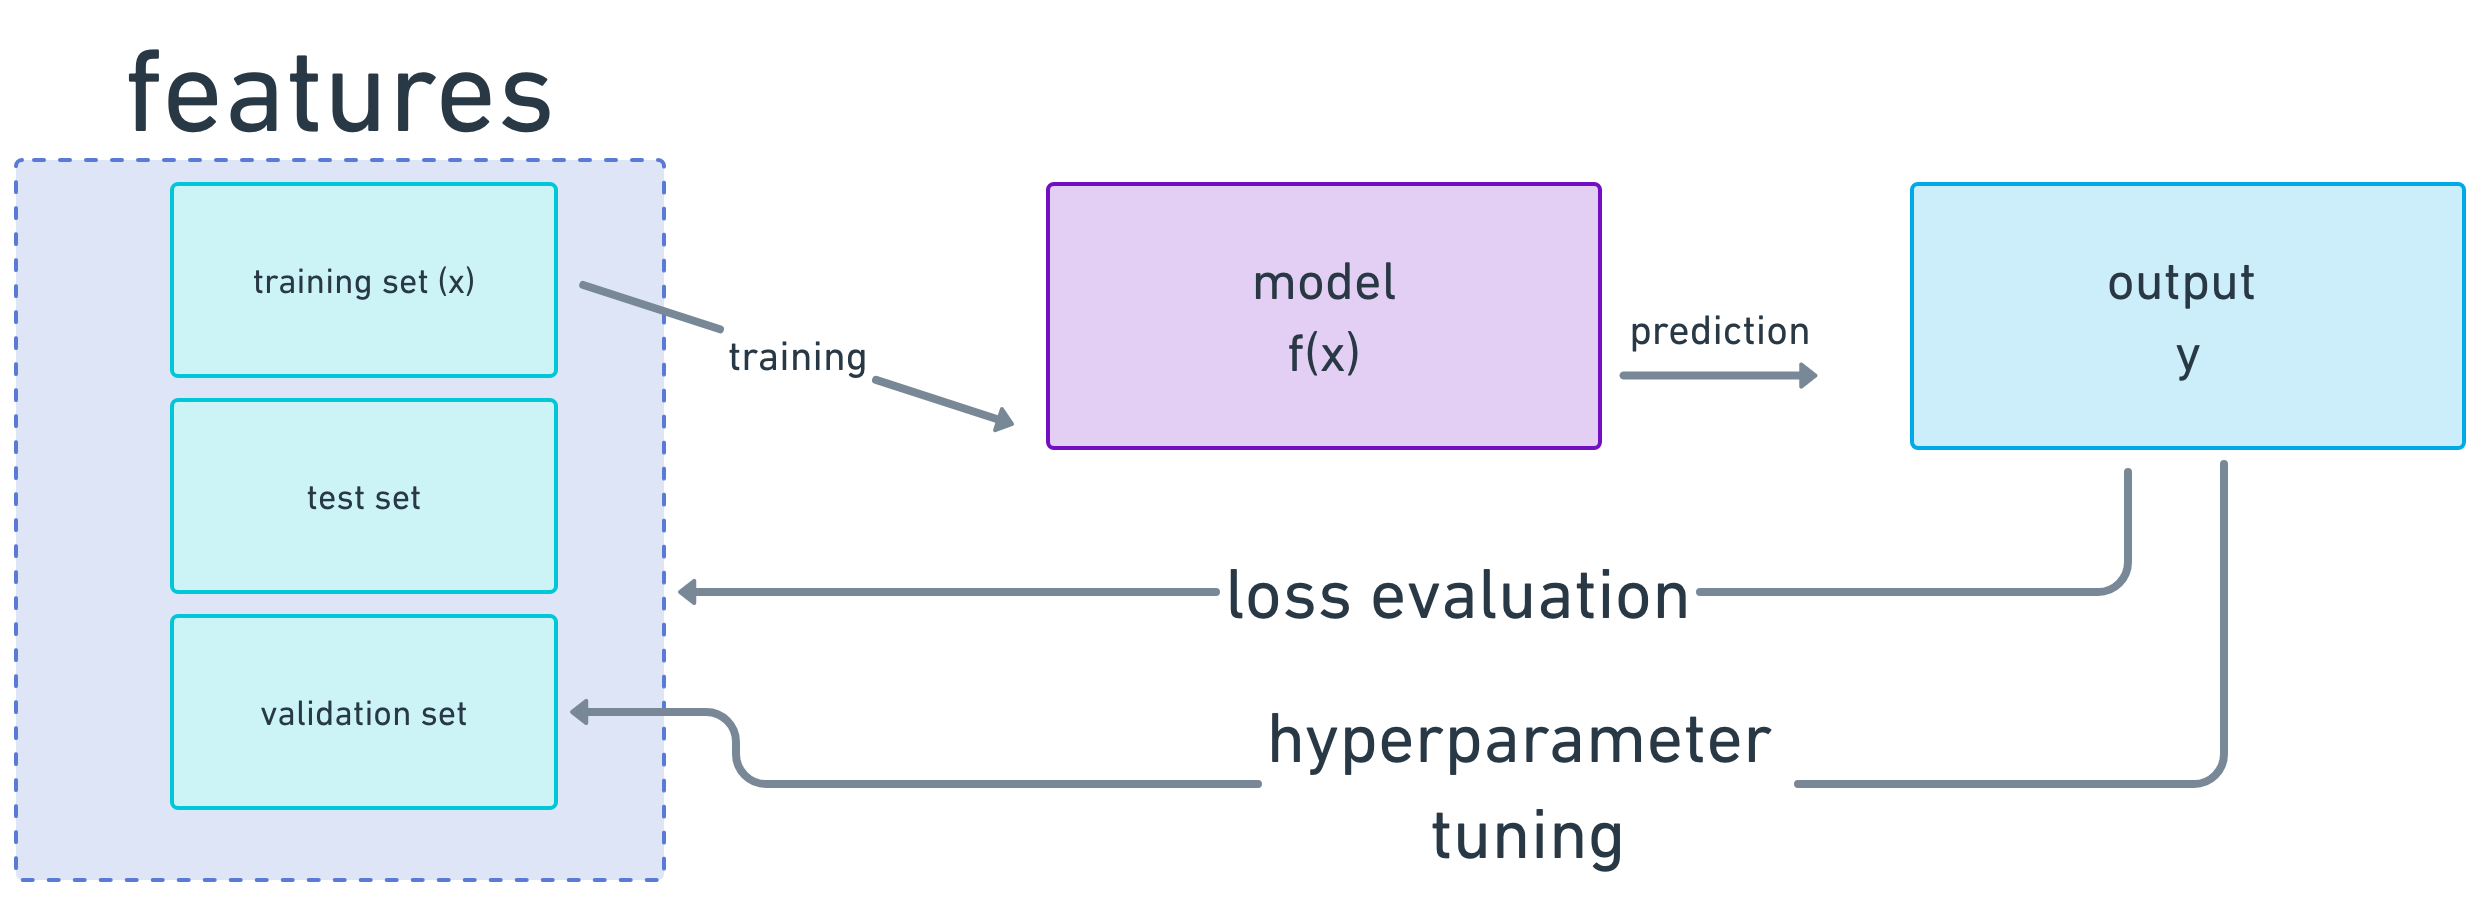 features
training set (x)
test set
validation set
training
model
f(x)
prediction
output
y
loss evaluation
hyperparameter
tuning